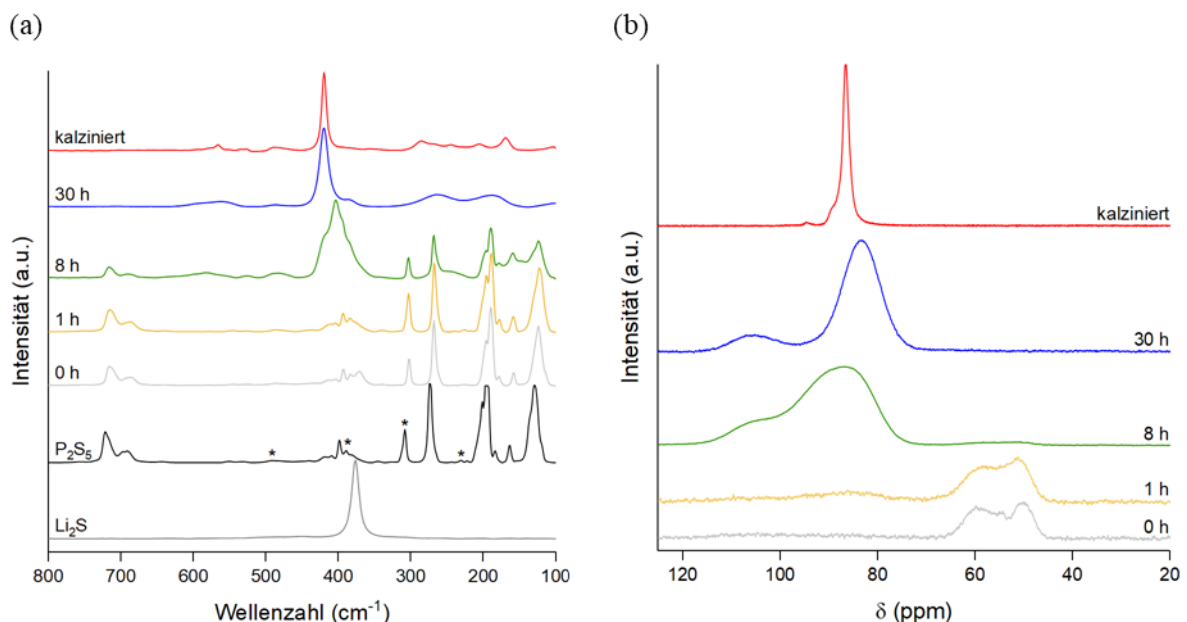 (a)
kalziniert
30 h
8 h
1 h
0 h
P₂S₅
* * * *
Li₂S
Intensität (a.u.)
800 700 600 500 400 300 200 100
Wellenzahl (cm⁻¹)
(b)
kalziniert
30 h
8 h
1 h
0 h
Intensität (a.u.)
120 100 80 60 40 20
δ (ppm)